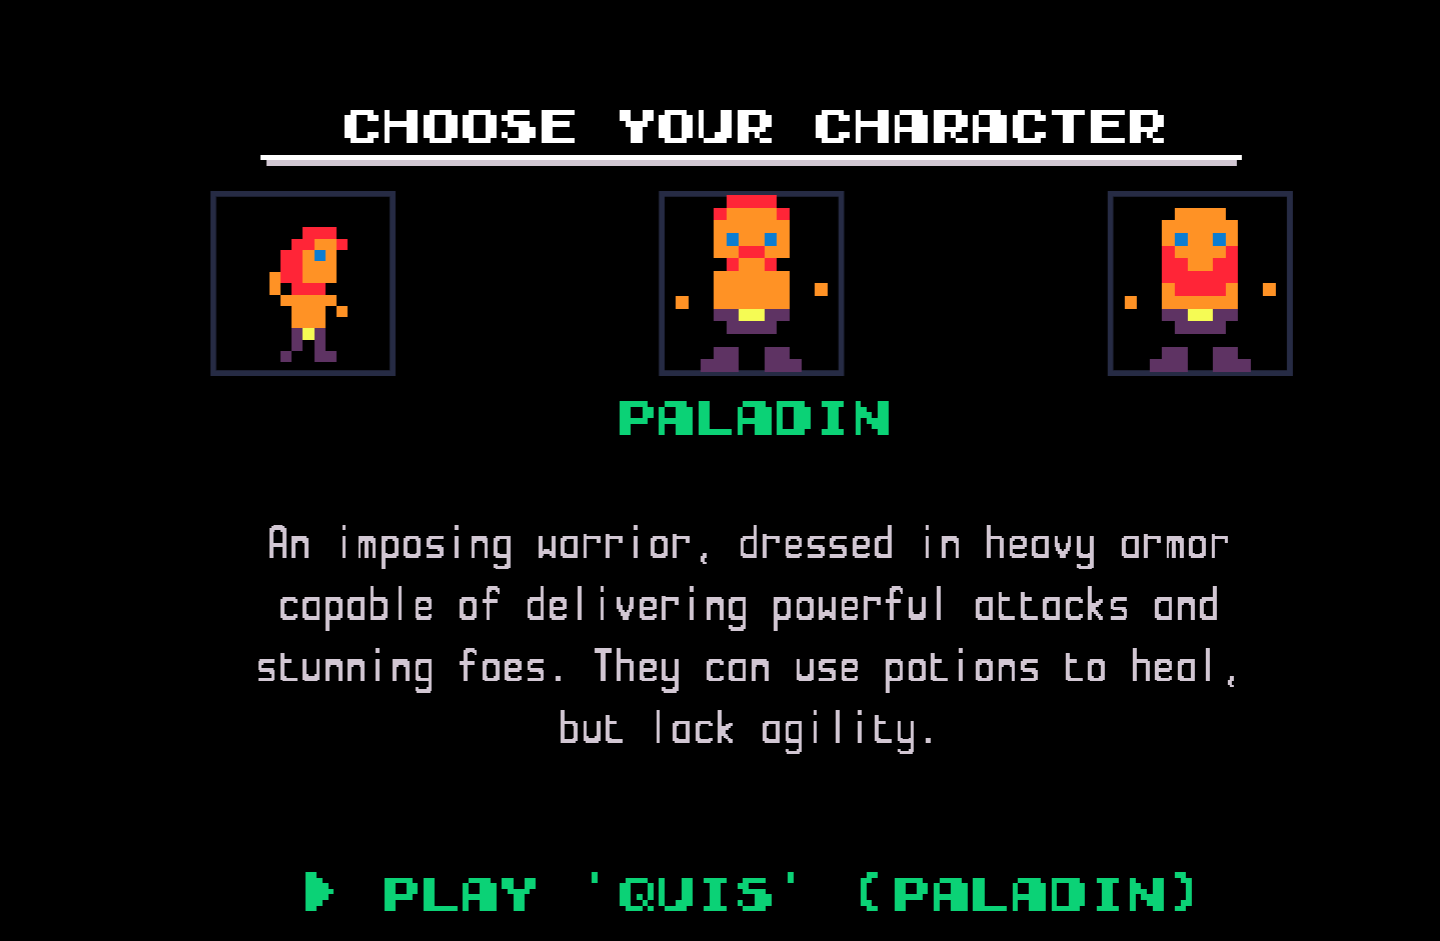 CHOOSE YOUR CHARACTER
PALADIN
An imposing warrior, dressed in heavy armor
capable of delivering powerful attacks and
stunning foes. They can use potions to heal,
but lack agility.
PLAY 'QUIS' (PALADIN)